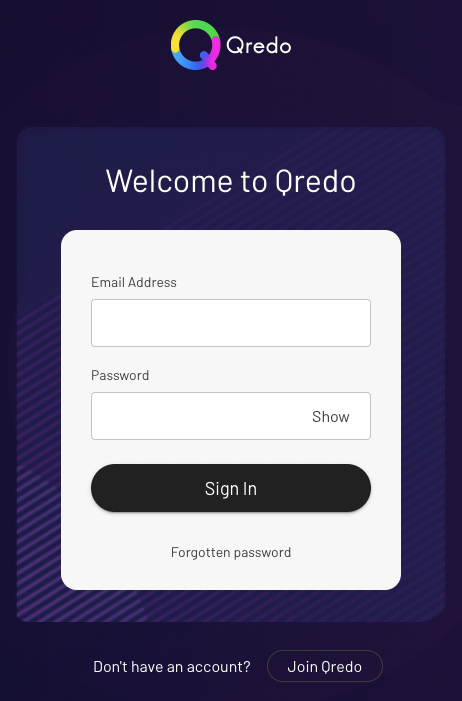 Qredo
Welcome to Qredo
Email Address
Password
Show
Sign In
Forgotten password
Don't have an account? Join Qredo